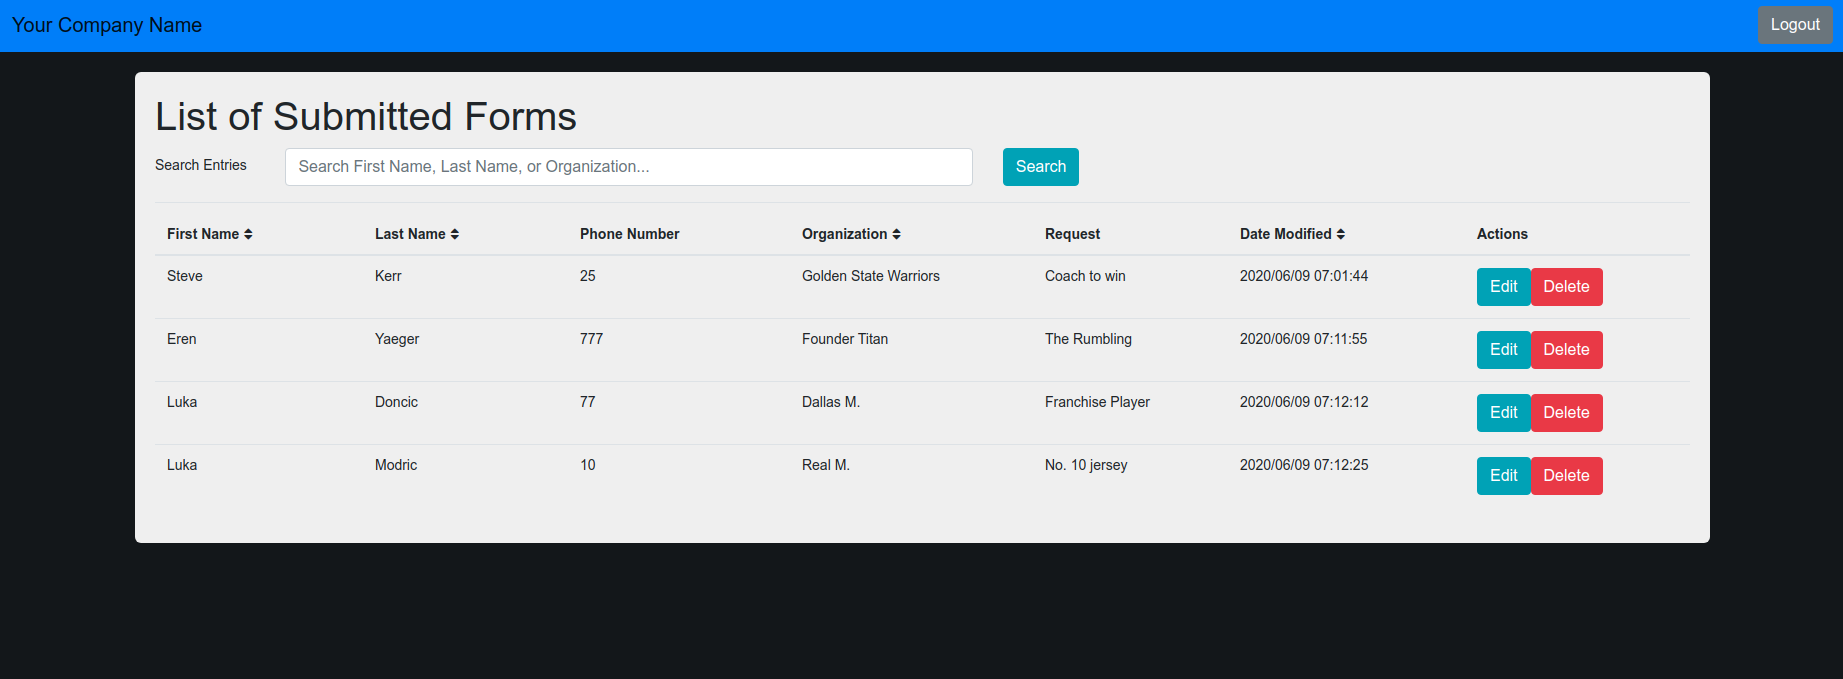 Your Company Name Logout
List of Submitted Forms
Search Entries Search First Name, Last Name, or Organization... Search
First Name Last Name Phone Number Organization Request Date Modified Actions
Steve Kerr 25 Golden State Warriors Coach to win 2020/06/09 07:01:44 Edit Delete
Eren Yaeger 777 Founder Titan The Rumbling 2020/06/09 07:11:55 Edit Delete
Luka Doncic 77 Dallas M. Franchise Player 2020/06/09 07:12:12 Edit Delete
Luka Modric 10 Real M. No. 10 jersey 2020/06/09 07:12:25 Edit Delete